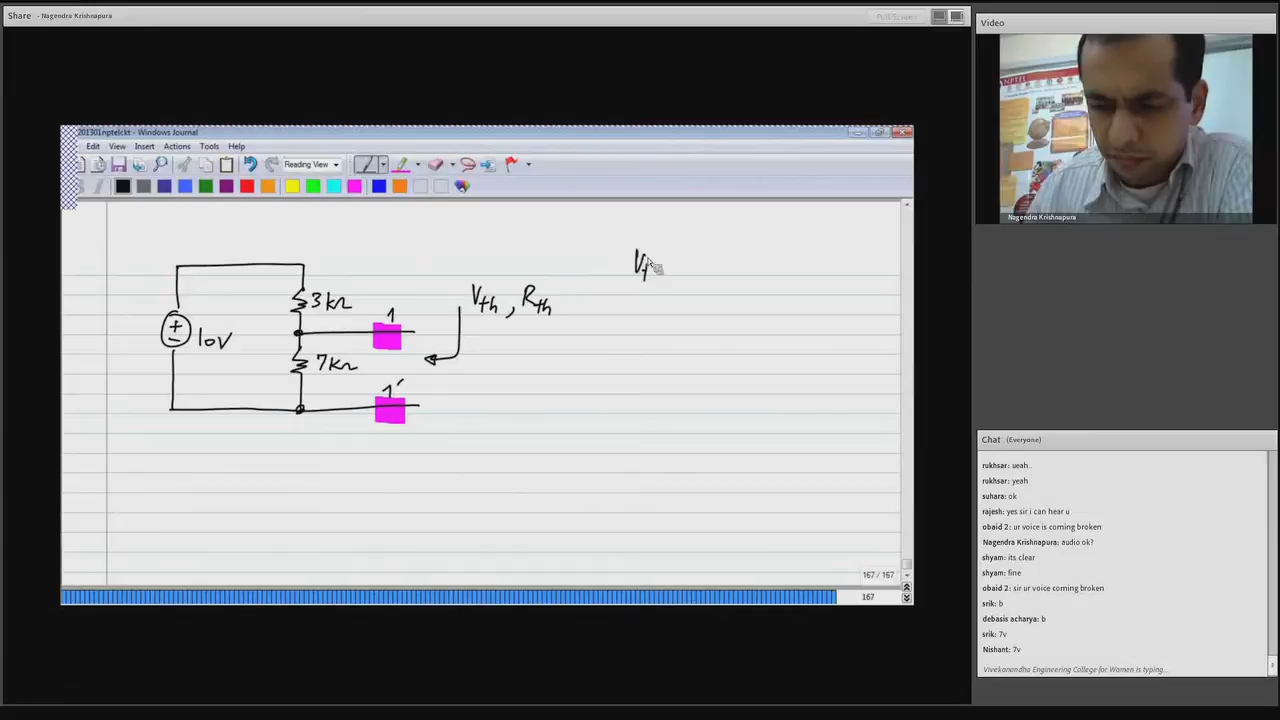 Share - Nagendra Krishnapura
Full Screen
Video
NPTEL
Nagendra Krishnapura
201301nptelckt - Windows Journal
Edit View Insert Actions Tools Help
Reading View
3kΩ
1
Vth , Rth
10V
7kΩ
1′
167 / 167
167
Chat (Everyone)
rukhsar: ueah..
rukhsar: yeah
suhara: ok
rajesh: yes sir i can hear u
obaid 2: ur voice is coming broken
Nagendra Krishnapura: audio ok?
shyam: its clear
shyam: fine
obaid 2: sir ur voice coming broken
srik: b
debasis acharya: b
srik: 7v
Nishant: 7v
Vivekanandha Engineering College for Women is typing...